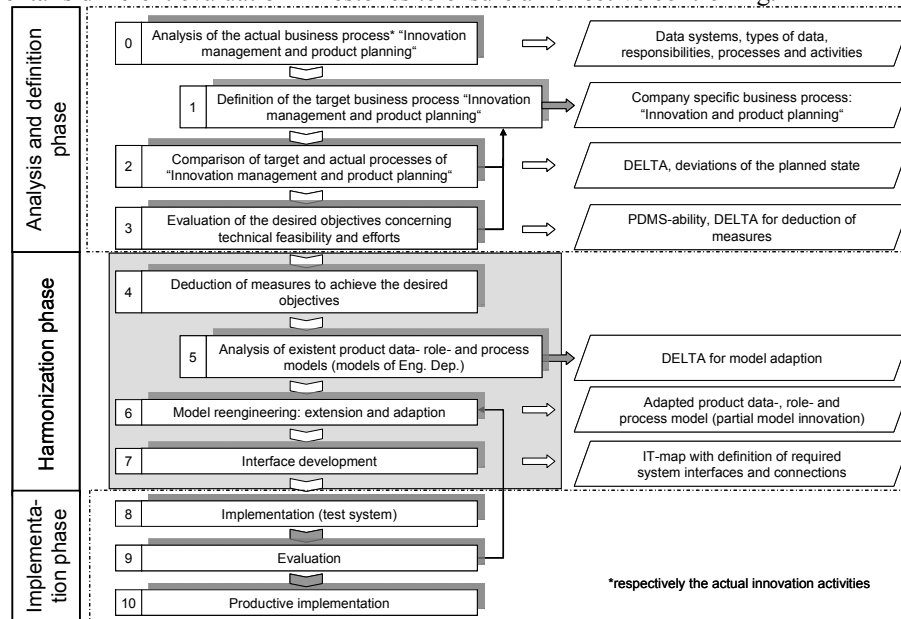 Analysis and definition
phase
0
Analysis of the actual business process* “Innovation
management and product planning“
Data systems, types of data,
responsibilities, processes and activities
1
Definition of the target business process “Innovation
management and product planning“
Company specific business process:
“Innovation and product planning“
2
Comparison of target and actual processes of
“Innovation management and product planning“
DELTA, deviations of the planned state
3
Evaluation of the desired objectives concerning
technical feasibility and efforts
PDMS-ability, DELTA for deduction of
measures
Harmonization phase
4
Deduction of measures to achieve the desired
objectives
5
Analysis of existent product data- role- and process
models (models of Eng. Dep.)
DELTA for model adaption
6
Model reengineering: extension and adaption
Adapted product data-, role- and
process model (partial model innovation)
7
Interface development
IT-map with definition of required
system interfaces and connections
Implementa-
tion phase
8
Implementation (test system)
9
Evaluation
10
Productive implementation
*respectively the actual innovation activities